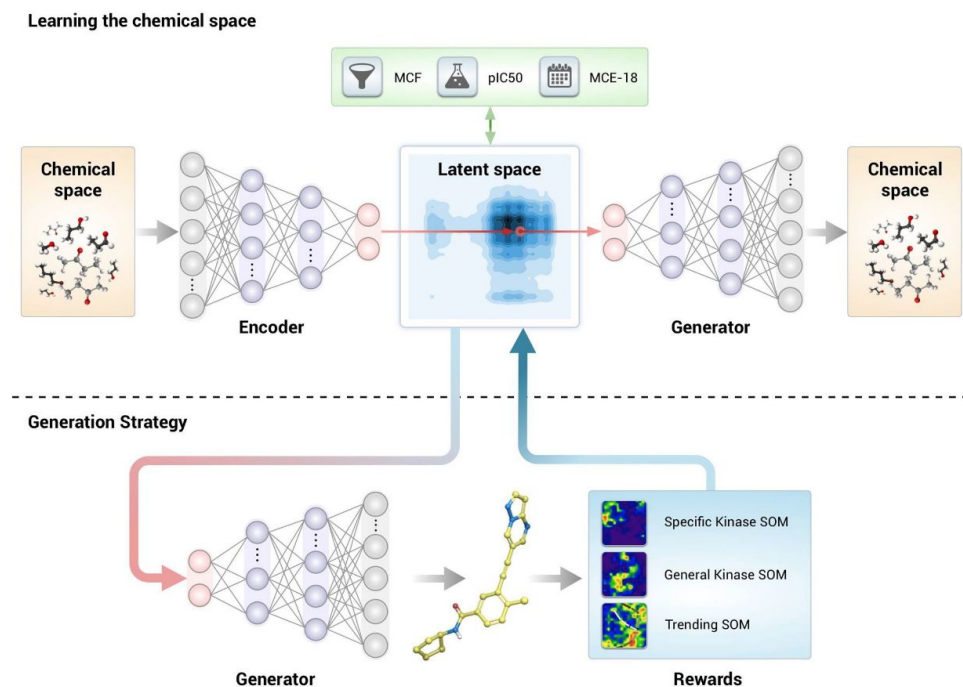 Learning the chemical space
MCF
pIC50
MCE-18
Chemical
space
Latent space
Chemical
space
Encoder
Generator
Generation Strategy
Specific Kinase SOM
General Kinase SOM
Trending SOM
Generator
Rewards